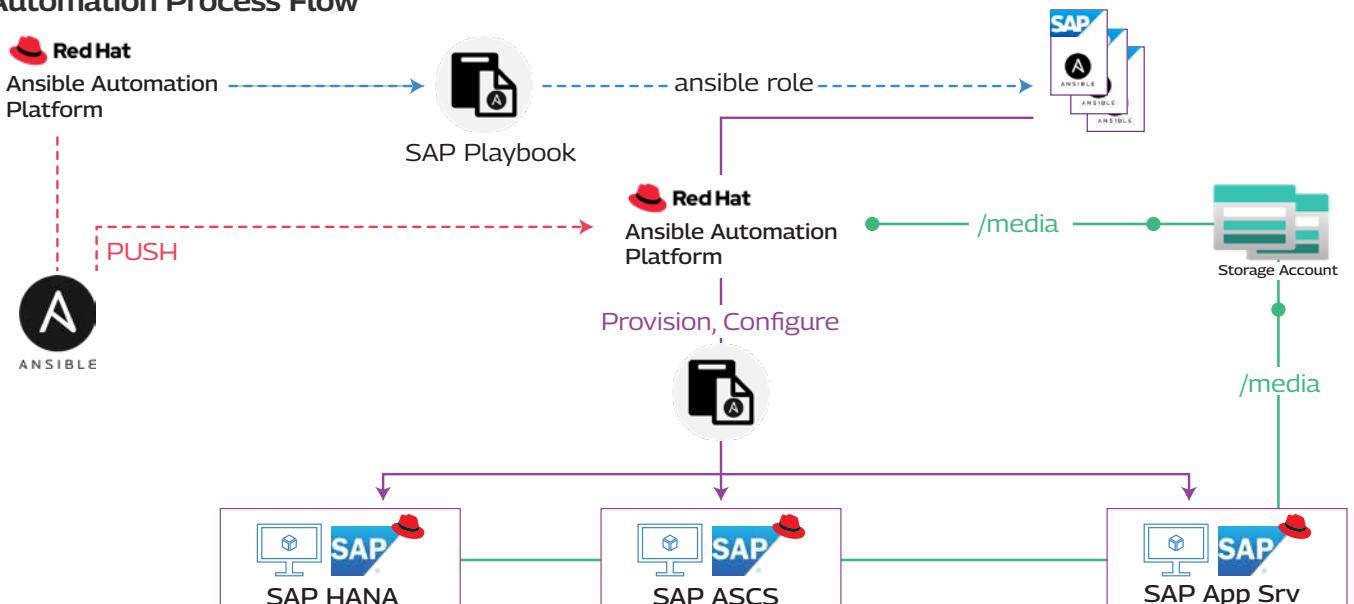 Automation Process Flow
Red Hat
Ansible Automation
Platform
SAP Playbook
ansible role
SAP
ANSIBLE
ANSIBLE
ANSIBLE
PUSH
ANSIBLE
Red Hat
Ansible Automation
Platform
/media
Storage Account
Provision, Configure
/media
SAP
SAP HANA
SAP
SAP ASCS
SAP
SAP App Srv